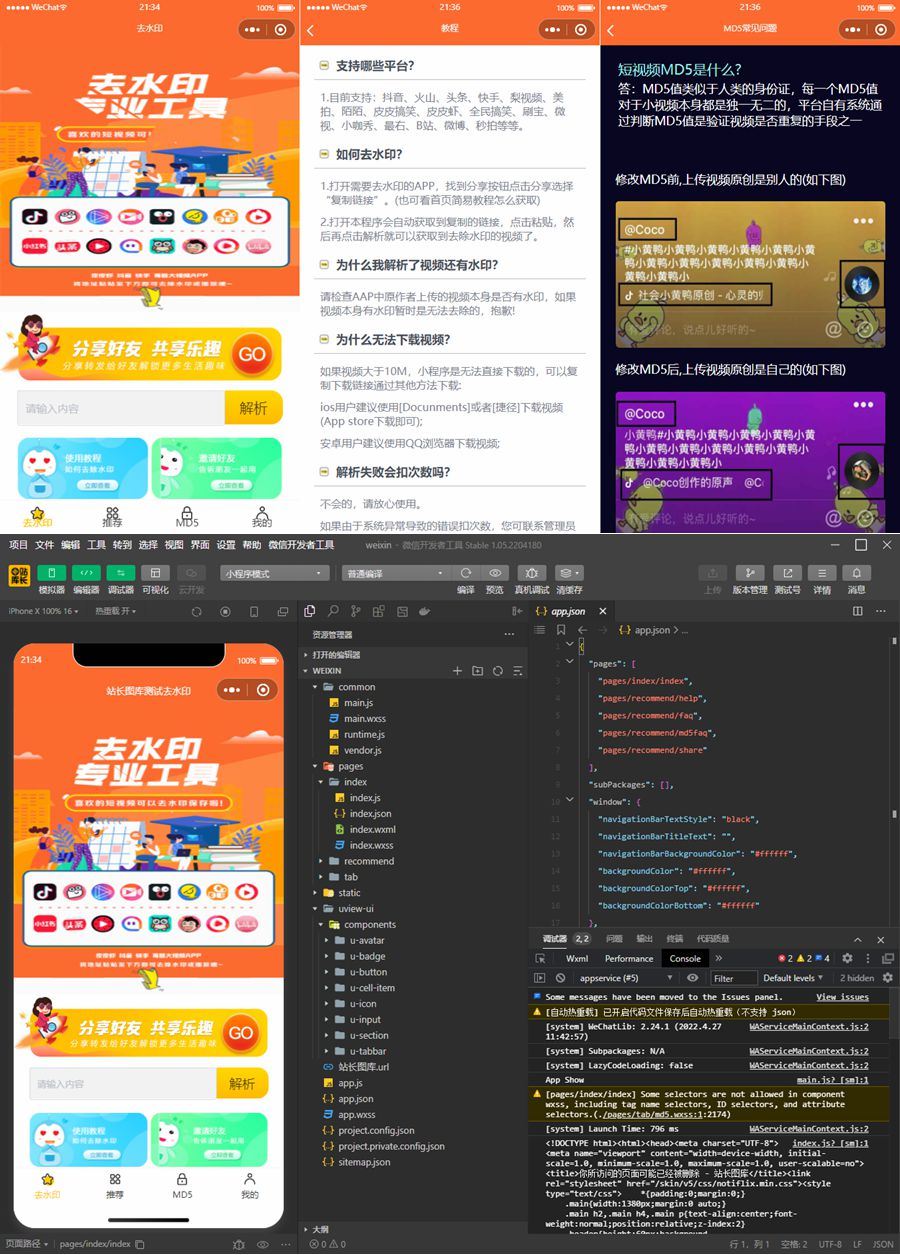 ●●●●● WeChat
21:34
100%
去水印
去水印
专业工具
喜欢的短视频可
小红书
头条
将地址粘贴至下方即可去除水印或提原唱~
分享好友 共享乐趣
分享转发给好友解锁更多生活趣味
GO
请输入内容
解析
使用教程
如何去除水印
立即查看
邀请好友
告诉朋友一起用
立即查看
去水印
推荐
MD5
我的
●●●●● WeChat
21:36
100%
教程
支持哪些平台?
1.目前支持：抖音、火山、头条、快手、梨视频、美
拍、陌陌、皮皮搞笑、皮皮虾、全民搞笑、刷宝、微
视、小咖秀、最右、B站、微博、秒拍等等。
如何去水印?
1.打开需要去水印的APP，找到分享按钮点击分享选择
“复制链接”。(也可看首页简易教程怎么获取)
2.打开本程序会自动获取到复制的链接，点击粘贴，然
后再点击解析就可以获取到去除水印的视频了。
为什么我解析了视频还有水印?
请检查AAP中原作者上传的视频本身是否有水印，如果
视频本身有水印暂时是无法去除的，抱歉!
为什么无法下载视频?
如果视频大于10M，小程序是无法直接下载的，可以复
制下载链接通过其他方法下载:
ios用户建议使用[Docunments]或者[捷径]下载视频
(App store下载即可);
安卓用户建议使用QQ浏览器下载视频;
解析失败会扣次数吗?
不会的，请放心使用。
如果由于系统异常导致的错误扣次数，您可联系管理员
●●●●● WeChat
21:36
100%
MD5常见问题
短视频MD5是什么?
答：MD5值类似于人类的身份证，每一个MD5值
对于小视频本身都是独一无二的，平台自有系统通
过判断MD5值是验证视频是否重复的手段之一
修改MD5前,上传视频原创是别人的(如下图)
@Coco
#小黄鸭小黄鸭小黄鸭小黄鸭小黄鸭小黄
鸭小黄鸭小黄鸭小黄鸭小黄鸭小黄鸭小
黄鸭小黄鸭小
社会小黄鸭原创 - 心灵的
评论，说点儿好听的~
修改MD5后,上传视频原创是自己的(如下图)
@Coco
小黄鸭#小黄鸭小黄鸭小黄鸭小黄鸭小黄
鸭小黄鸭小黄鸭小黄鸭小黄鸭小黄鸭小
黄鸭小黄鸭小黄鸭小
@Coco创作的原声
@C
有爱评论，说点儿好听的~
项目 文件 编辑 工具 转到 选择 视图 界面 设置 帮助 微信开发者工具
weixin - 微信开发者工具 Stable 1.05.2204180
站长
模拟器
编辑器
调试器
可视化
云开发
小程序模式
普通编译
编译
预览
真机调试
清缓存
上传
版本管理
测试号
详情
消息
iPhone X 100% 16
热重载 开
21:34
100%
站长图库测试去水印
去水印
专业工具
喜欢的短视频可以去水印保存啦!
小红书
头条
将地址粘贴至下方即可去除水印或提原唱~
分享好友 共享乐趣
分享转发给好友解锁更多生活趣味
GO
请输入内容
解析
使用教程
如何去除水印
立即查看
邀请好友
告诉朋友一起用
立即查看
去水印
推荐
MD5
我的
页面路径
pages/index/index
资源管理器
打开的编辑器
WEIXIN
common
main.js
main.wxss
runtime.js
vendor.js
pages
index
index.js
index.json
index.wxml
index.wxss
recommend
tab
static
uview-ui
components
u-avatar
u-badge
u-button
u-cell-item
u-icon
u-input
u-section
u-tabbar
站长图库.url
app.js
app.json
app.wxss
project.config.json
project.private.config.json
sitemap.json
大纲
0
0
app.json
app.json > ...
1 {
2 "pages": [
3 "pages/index/index",
4 "pages/recommend/help",
5 "pages/recommend/faq",
6 "pages/recommend/md5faq",
7 "pages/recommend/share"
8 ],
9 "subPackages": [],
10 "window": {
11 "navigationBarTextStyle": "black",
12 "navigationBarTitleText": "",
13 "navigationBarBackgroundColor": "#ffffff",
14 "backgroundColor": "#ffffff",
15 "backgroundColorTop": "#ffffff",
16 "backgroundColorBottom": "#ffffff"
17 },
调试器
2, 2
问题
输出
终端
代码质量
Wxml
Performance
Console
2
2
4
appservice (#5)
Filter
Default levels
2 hidden
Some messages have been moved to the Issues panel.
View issues
[自动热重载] 已开启代码文件保存后自动热重载（不支持 json）
[system] WeChatLib: 2.24.1 (2022.4.27
WAServiceMainContext.js:2
11:42:57)
[system] Subpackages: N/A
WAServiceMainContext.js:2
[system] LazyCodeLoading: false
WAServiceMainContext.js:2
App Show
main.js? [sm]:1
[pages/index/index] Some selectors are not allowed in component
wxss, including tag name selectors, ID selectors, and attribute
selectors.(./pages/tab/md5.wxss:1:2174)
[system] Launch Time: 796 ms
WAServiceMainContext.js:2
<!DOCTYPE html><html><head><meta charset="UTF-8">
index.js? [sm]:1
<meta name="viewport" content="width=device-width, initial-
scale=1.0, minimum-scale=1.0, maximum-scale=1.0, user-scalable=no">
<title>你所访问的页面可能已经被删除 - 站长图库</title><link
rel="stylesheet" href="/skin/v5/css/notiflix.min.css"><style
type="text/css"> *{padding:0;margin:0;}
.main{width:1380px;margin:0 auto;}
.main h2,.main h4,.main p{text-align:center;font-
weight:normal;position:relative;z-index:2}
行 1，列 1
空格: 2
UTF-8
LF
JSON